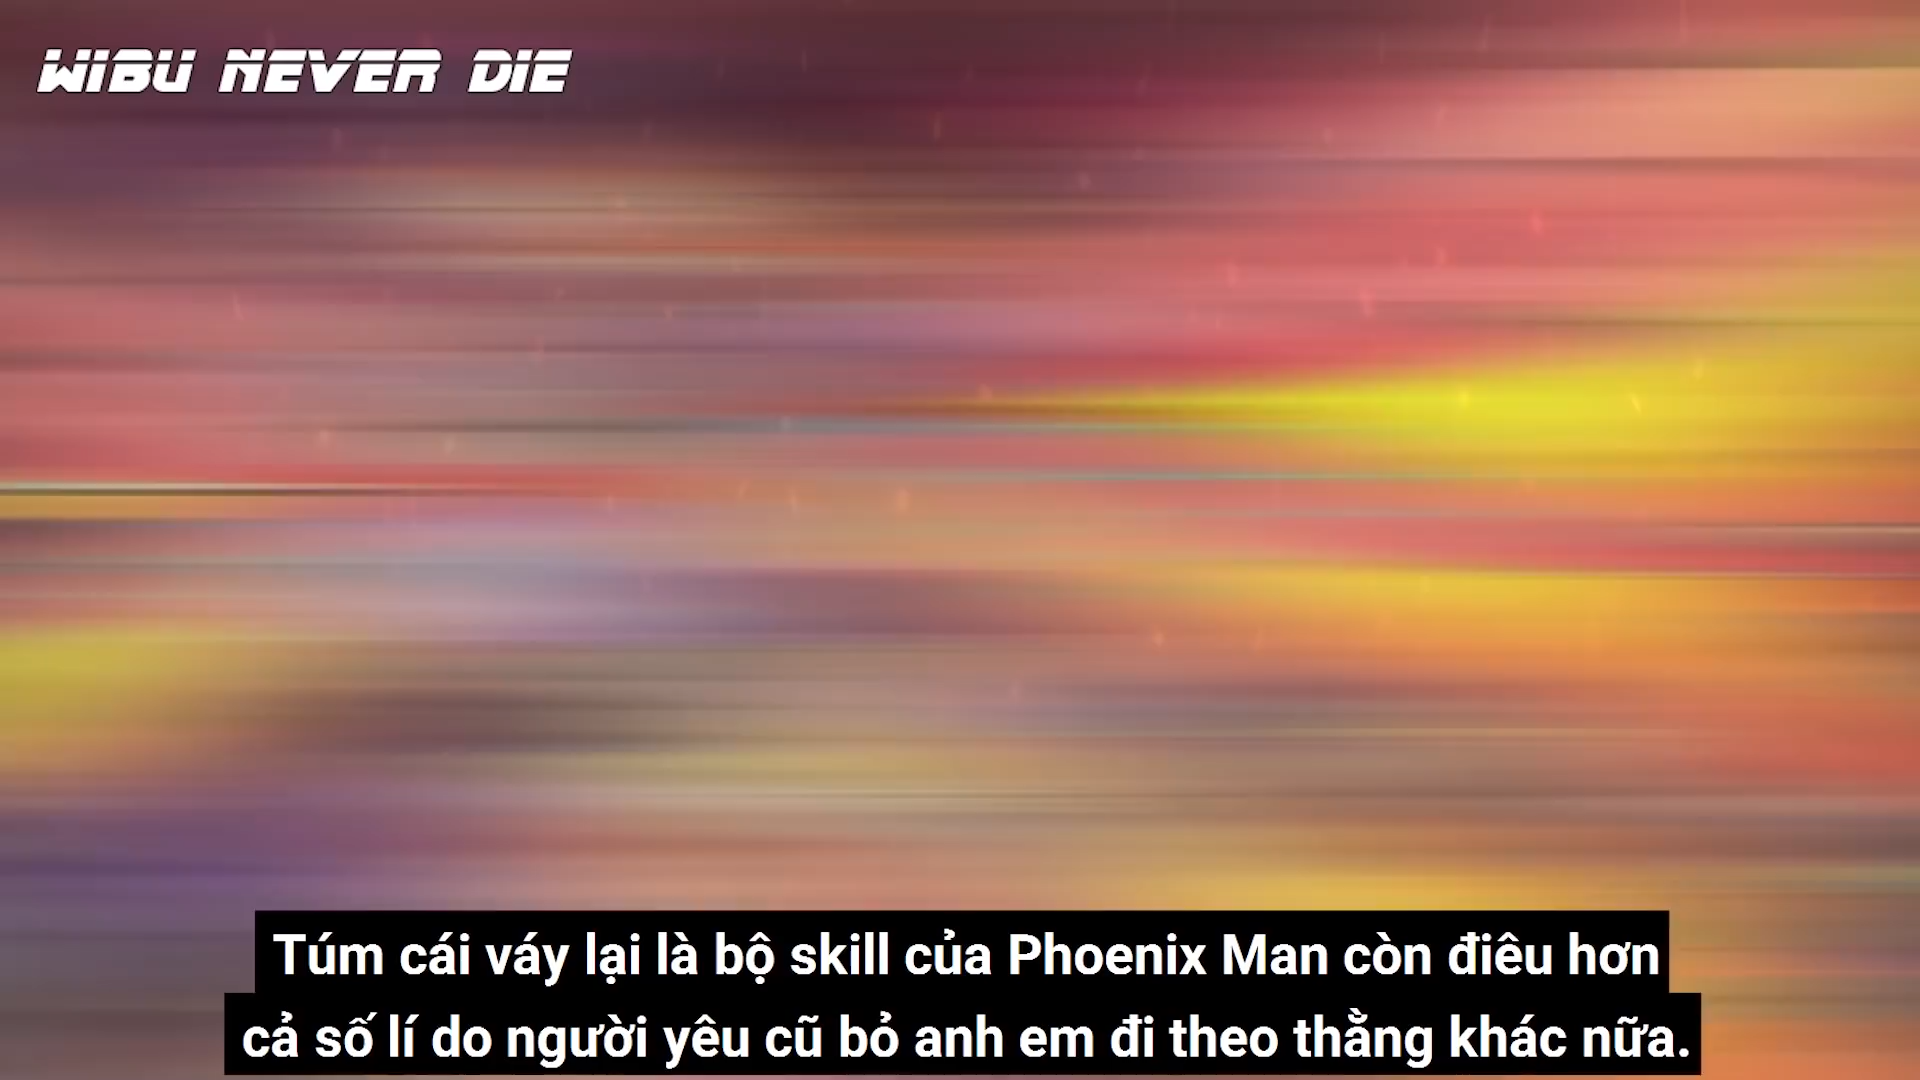 WIBU NEVER DIE
Túm cái váy lại là bộ skill của Phoenix Man còn điêu hơn
cả số lí do người yêu cũ bỏ anh em đi theo thằng khác nữa.